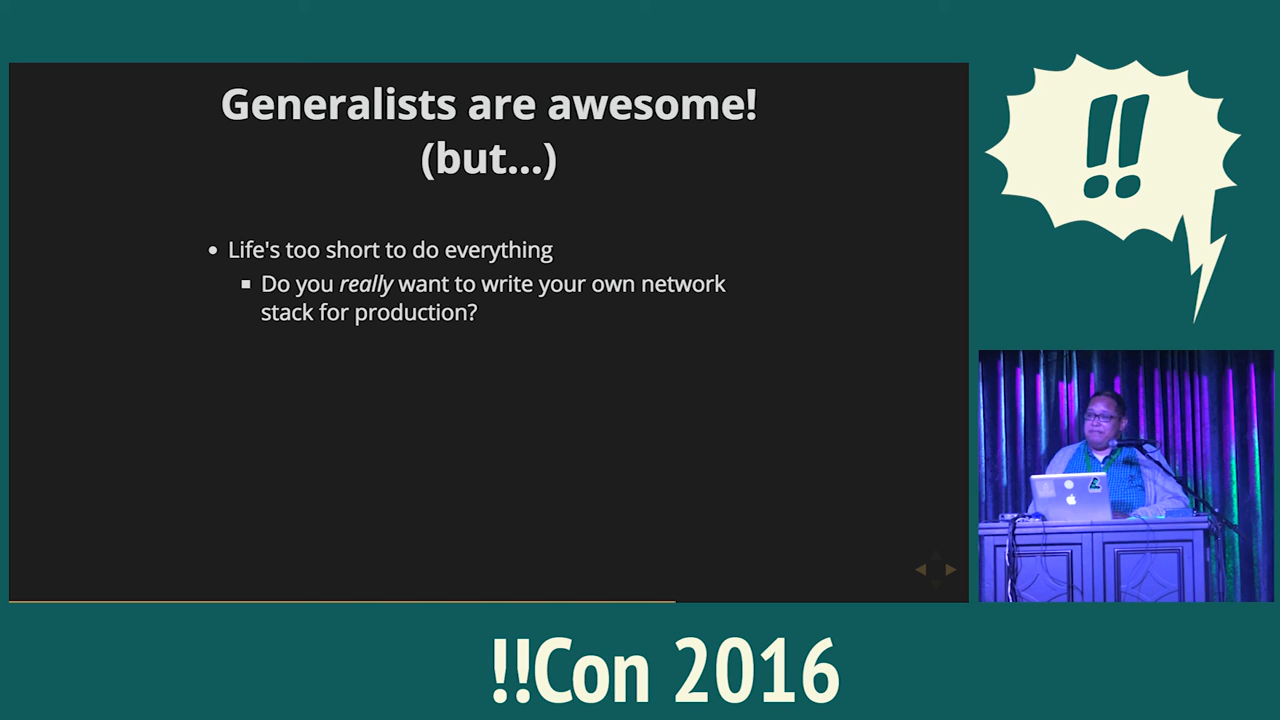 Generalists are awesome!
(but...)
Life's too short to do everything
Do you really want to write your own network
stack for production?
!!
!!Con 2016